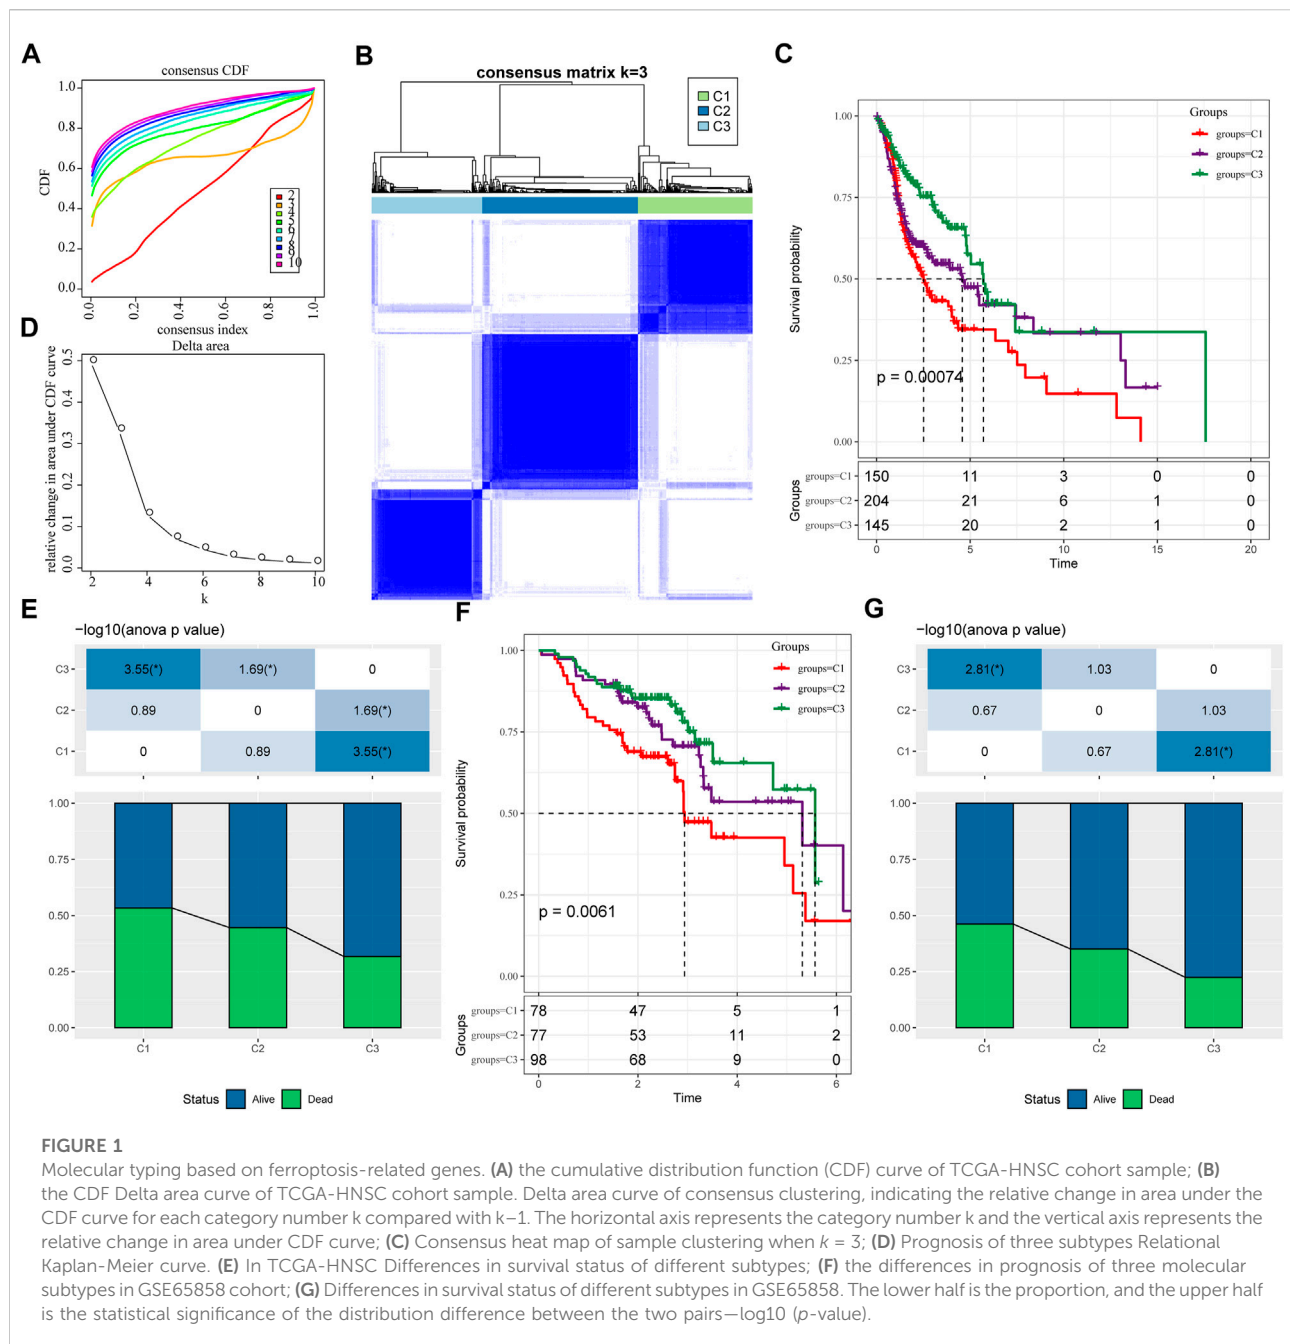 A
consensus CDF
CDF
1.0
0.8
0.6
0.4
0.2
0.0
0.0
0.2
0.4
0.6
0.8
1.0
consensus index
2
3
4
5
6
7
8
9
10
B
consensus matrix k=3
C1
C2
C3
C
Groups
groups=C1
groups=C2
groups=C3
Survival probability
1.00
0.75
0.50
0.25
0.00
p = 0.00074
Groups
groups=C1 150 11 3 0 0
groups=C2 204 21 6 1 0
groups=C3 145 20 2 1 0
0 5 10 15 20
Time
D
Delta area
relative change in area under CDF curve
0.5
0.4
0.3
0.2
0.1
0.0
2 4 6 8 10
k
E
−log10(anova p value)
C3 3.55(*) 1.69(*) 0
C2 0.89 0 1.69(*)
C1 0 0.89 3.55(*)
1.00
0.75
0.50
0.25
0.00
C1 C2 C3
Status Alive Dead
F
Groups
groups=C1
groups=C2
groups=C3
Survival probability
1.00
0.75
0.50
0.25
0.00
p = 0.0061
Groups
groups=C1 78 47 5 1
groups=C2 77 53 11 2
groups=C3 98 68 9 0
0 2 4 6
Time
G
−log10(anova p value)
C3 2.81(*) 1.03 0
C2 0.67 0 1.03
C1 0 0.67 2.81(*)
1.00
0.75
0.50
0.25
0.00
C1 C2 C3
Status Alive Dead
FIGURE 1
Molecular typing based on ferroptosis-related genes. (A) the cumulative distribution function (CDF) curve of TCGA-HNSC cohort sample; (B)
the CDF Delta area curve of TCGA-HNSC cohort sample. Delta area curve of consensus clustering, indicating the relative change in area under the
CDF curve for each category number k compared with k–1. The horizontal axis represents the category number k and the vertical axis represents the
relative change in area under CDF curve; (C) Consensus heat map of sample clustering when k = 3; (D) Prognosis of three subtypes Relational
Kaplan-Meier curve. (E) In TCGA-HNSC Differences in survival status of different subtypes; (F) the differences in prognosis of three molecular
subtypes in GSE65858 cohort; (G) Differences in survival status of different subtypes in GSE65858. The lower half is the proportion, and the upper half
is the statistical significance of the distribution difference between the two pairs—log10 (p-value).